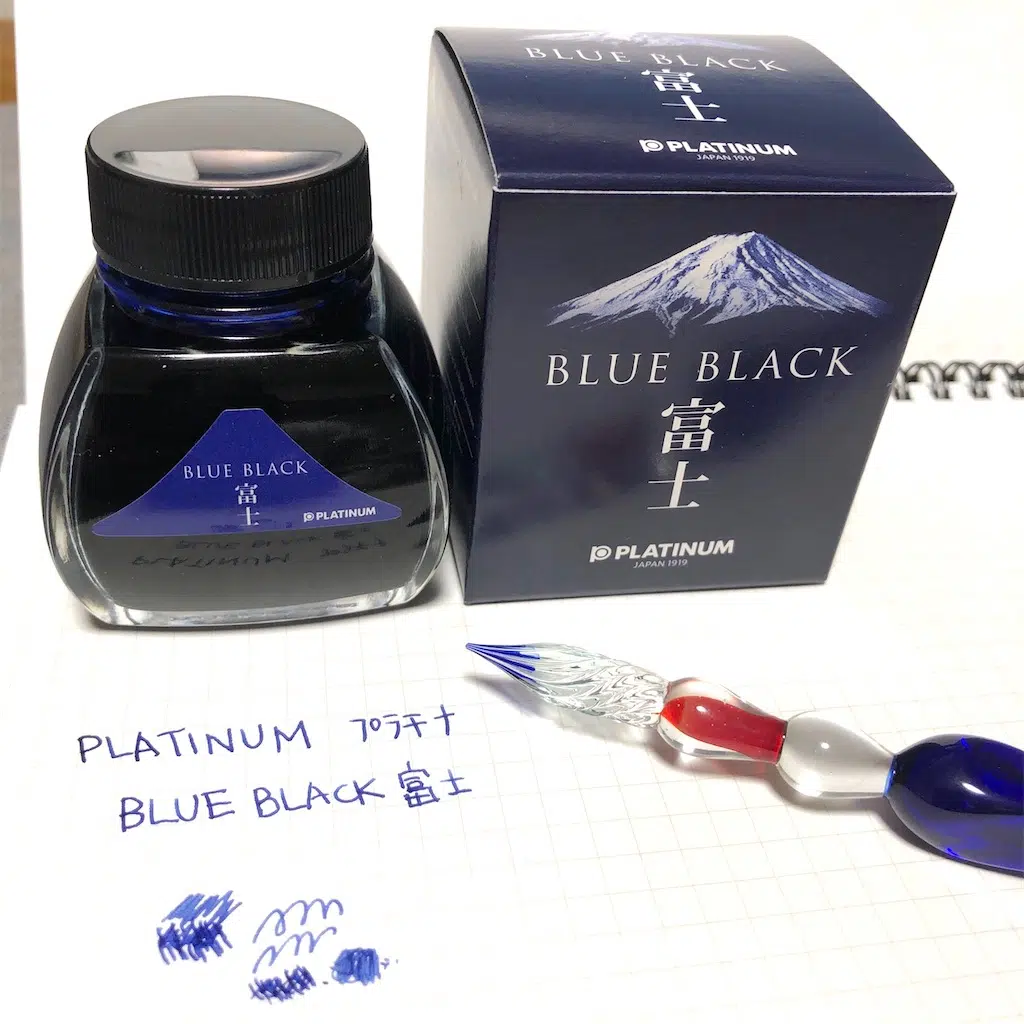 BLUE BLACK
富士
PLATINUM
JAPAN 1919
BLUE BLACK
富士
PLATINUM
JAPAN 1919
BLUE BLACK
富士
PLATINUM
PLATINUM プラチナ
BLUE BLACK 富士